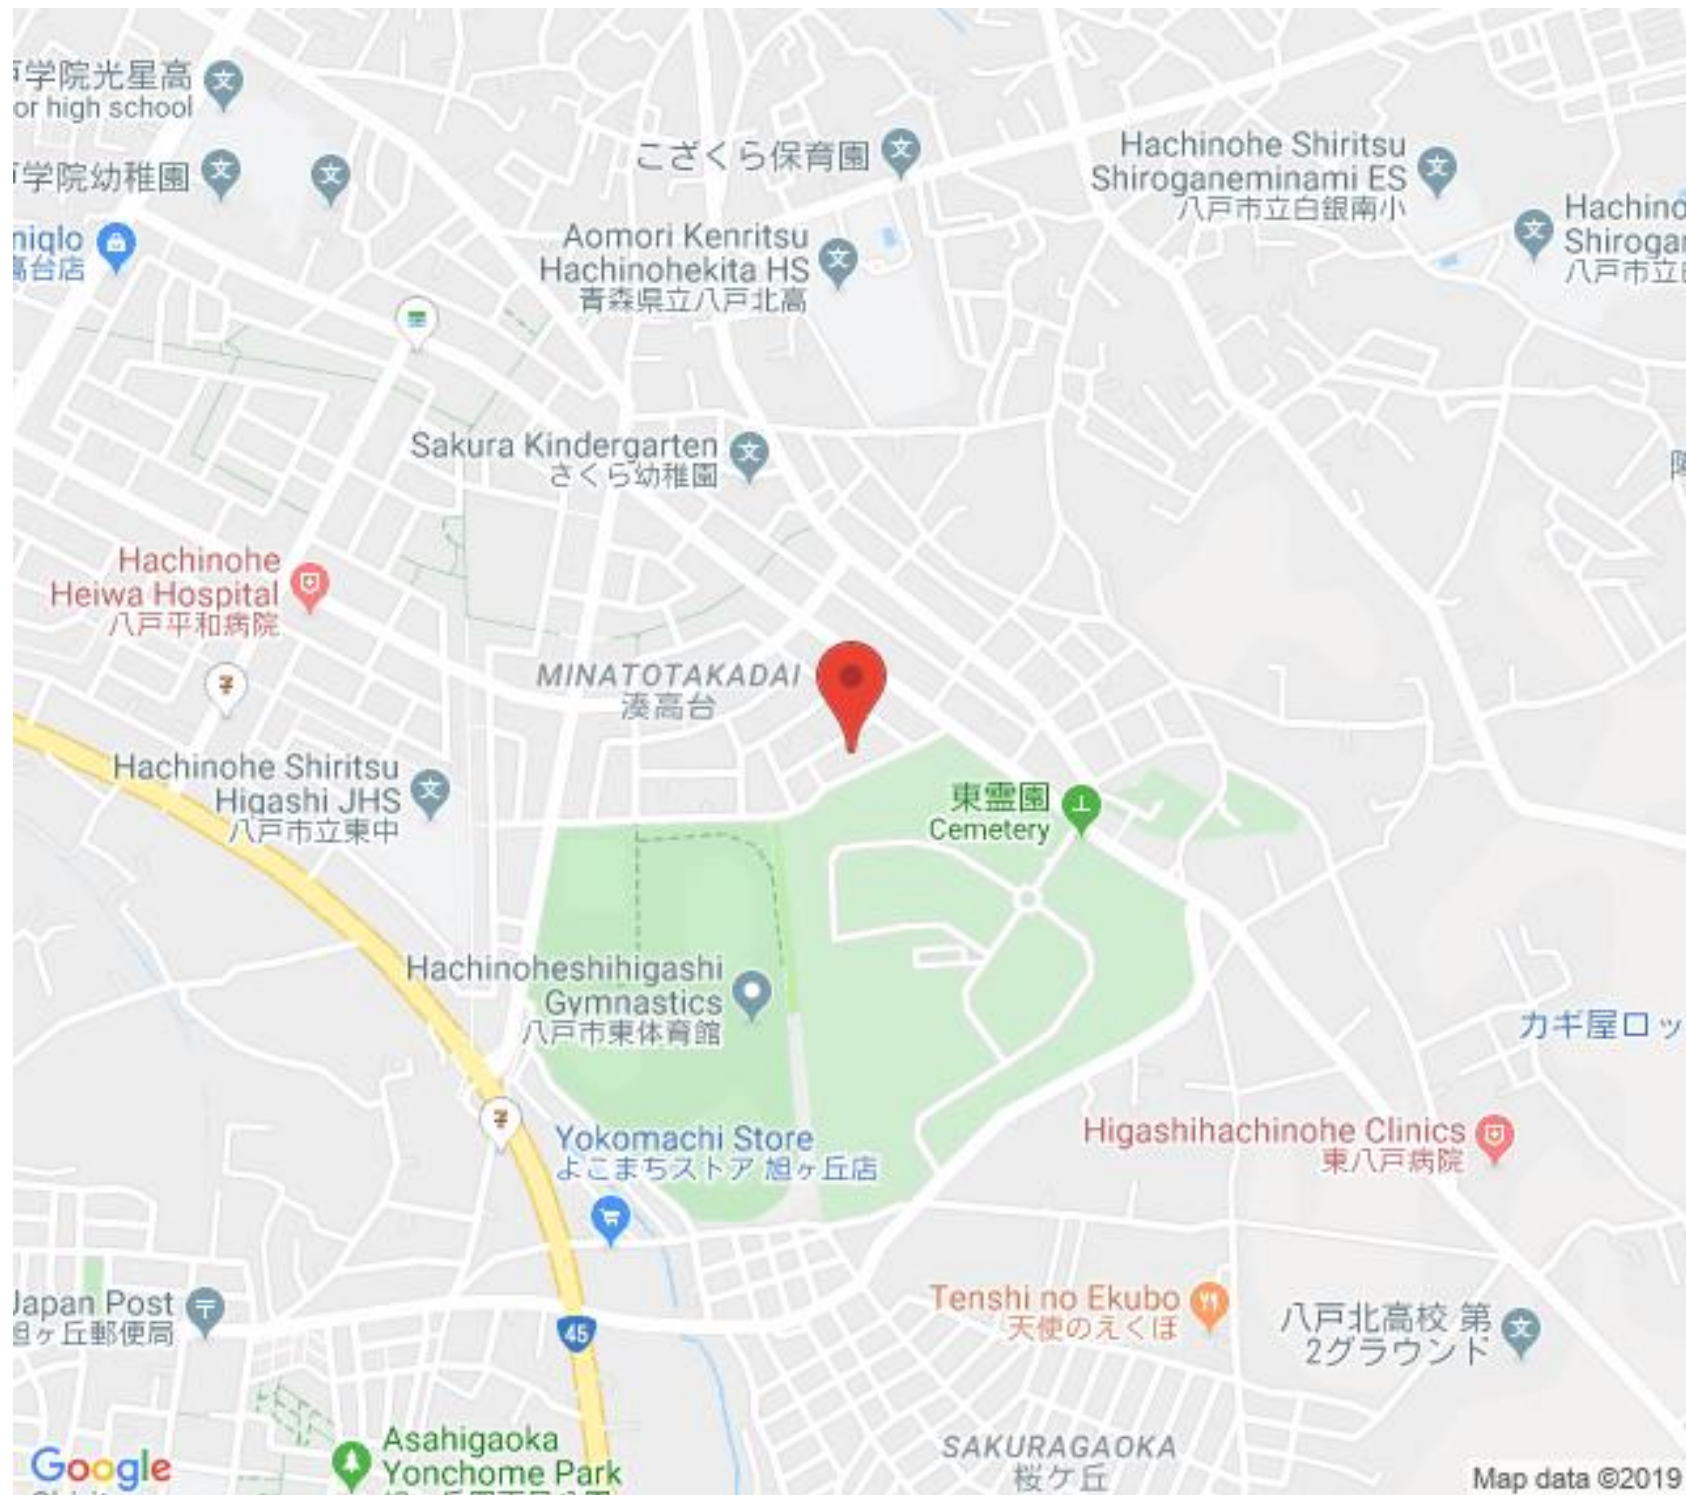 学院光星高
or high school
学院幼稚園
niqlo
高台店
こざくら保育園
Hachinohe Shiritsu
Shiroganeminami ES
八戸市立白銀南小
Hachino
Shirogan
八戸市立
Aomori Kenritsu
Hachinohekita HS
青森県立八戸北高
Sakura Kindergarten
さくら幼稚園
Hachinohe
Heiwa Hospital
八戸平和病院
MINATOTAKADAI
湊高台
Hachinohe Shiritsu
Higashi JHS
八戸市立東中
東霊園
Cemetery
Hachinoheshihigashi
Gymnastics
八戸市東体育館
カギ屋ロッ
Yokomachi Store
よこまちストア 旭ヶ丘店
Higashihachinohe Clinics
東八戸病院
Japan Post
旭ヶ丘郵便局
45
Tenshi no Ekubo
天使のえくぼ
八戸北高校 第
2グラウンド
Asahigaoka
Yonchome Park
SAKURAGAOKA
桜ケ丘
Google
Map data ©2019